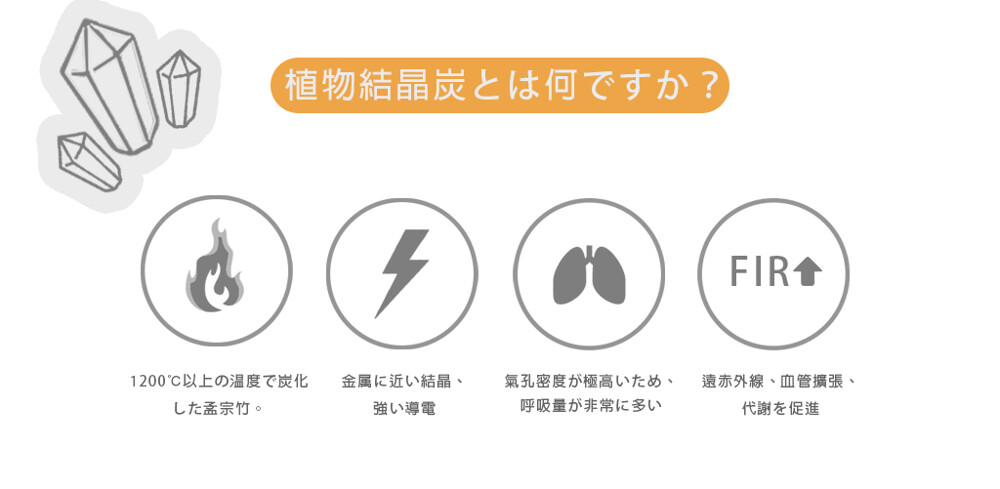 植物結晶炭とは何ですか？
FIR
1200℃以上の溫度で炭化
した孟宗竹。
金属に近い結晶、
強い導電
氣孔密度が極高いため、
呼吸量が非常に多い
遠赤外線、血管擴張、
代謝を促進